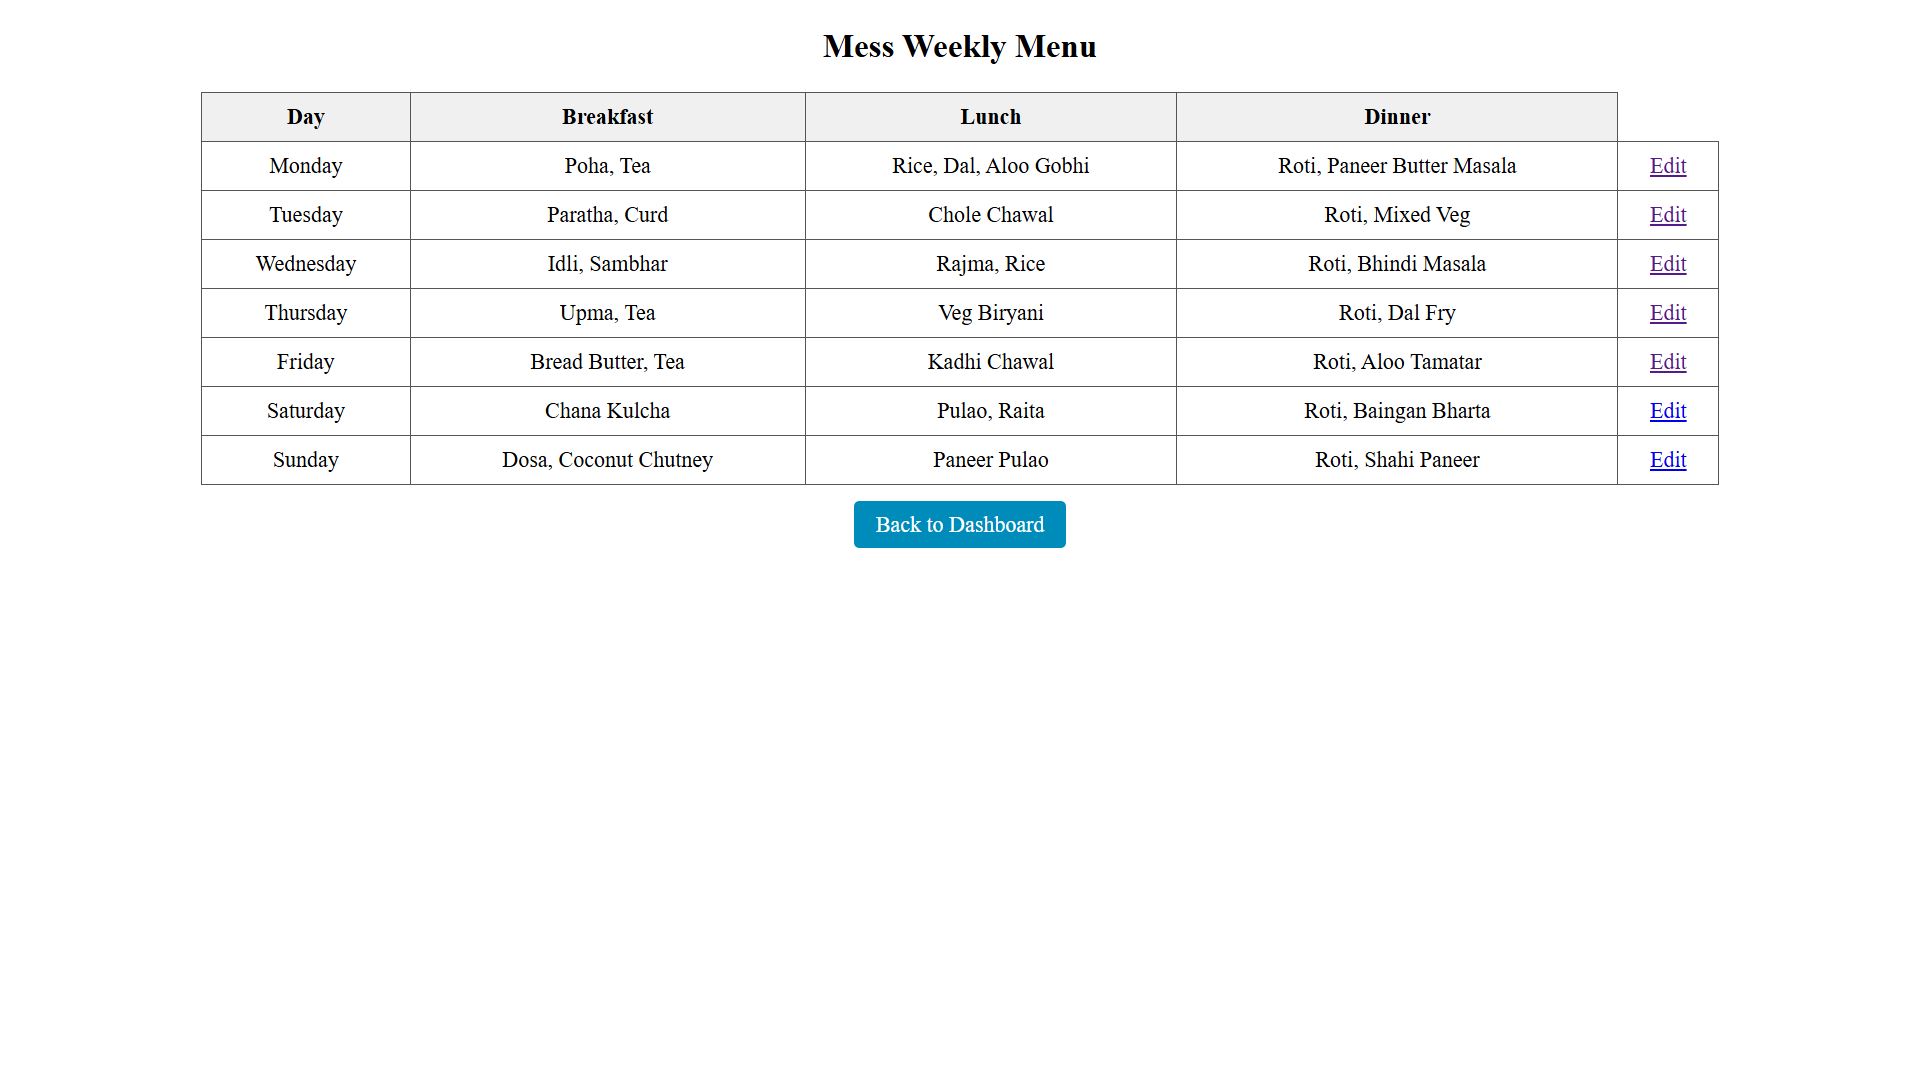 Mess Weekly Menu
Day Breakfast Lunch Dinner
Monday Poha, Tea Rice, Dal, Aloo Gobhi Roti, Paneer Butter Masala Edit
Tuesday Paratha, Curd Chole Chawal Roti, Mixed Veg Edit
Wednesday Idli, Sambhar Rajma, Rice Roti, Bhindi Masala Edit
Thursday Upma, Tea Veg Biryani Roti, Dal Fry Edit
Friday Bread Butter, Tea Kadhi Chawal Roti, Aloo Tamatar Edit
Saturday Chana Kulcha Pulao, Raita Roti, Baingan Bharta Edit
Sunday Dosa, Coconut Chutney Paneer Pulao Roti, Shahi Paneer Edit
Back to Dashboard